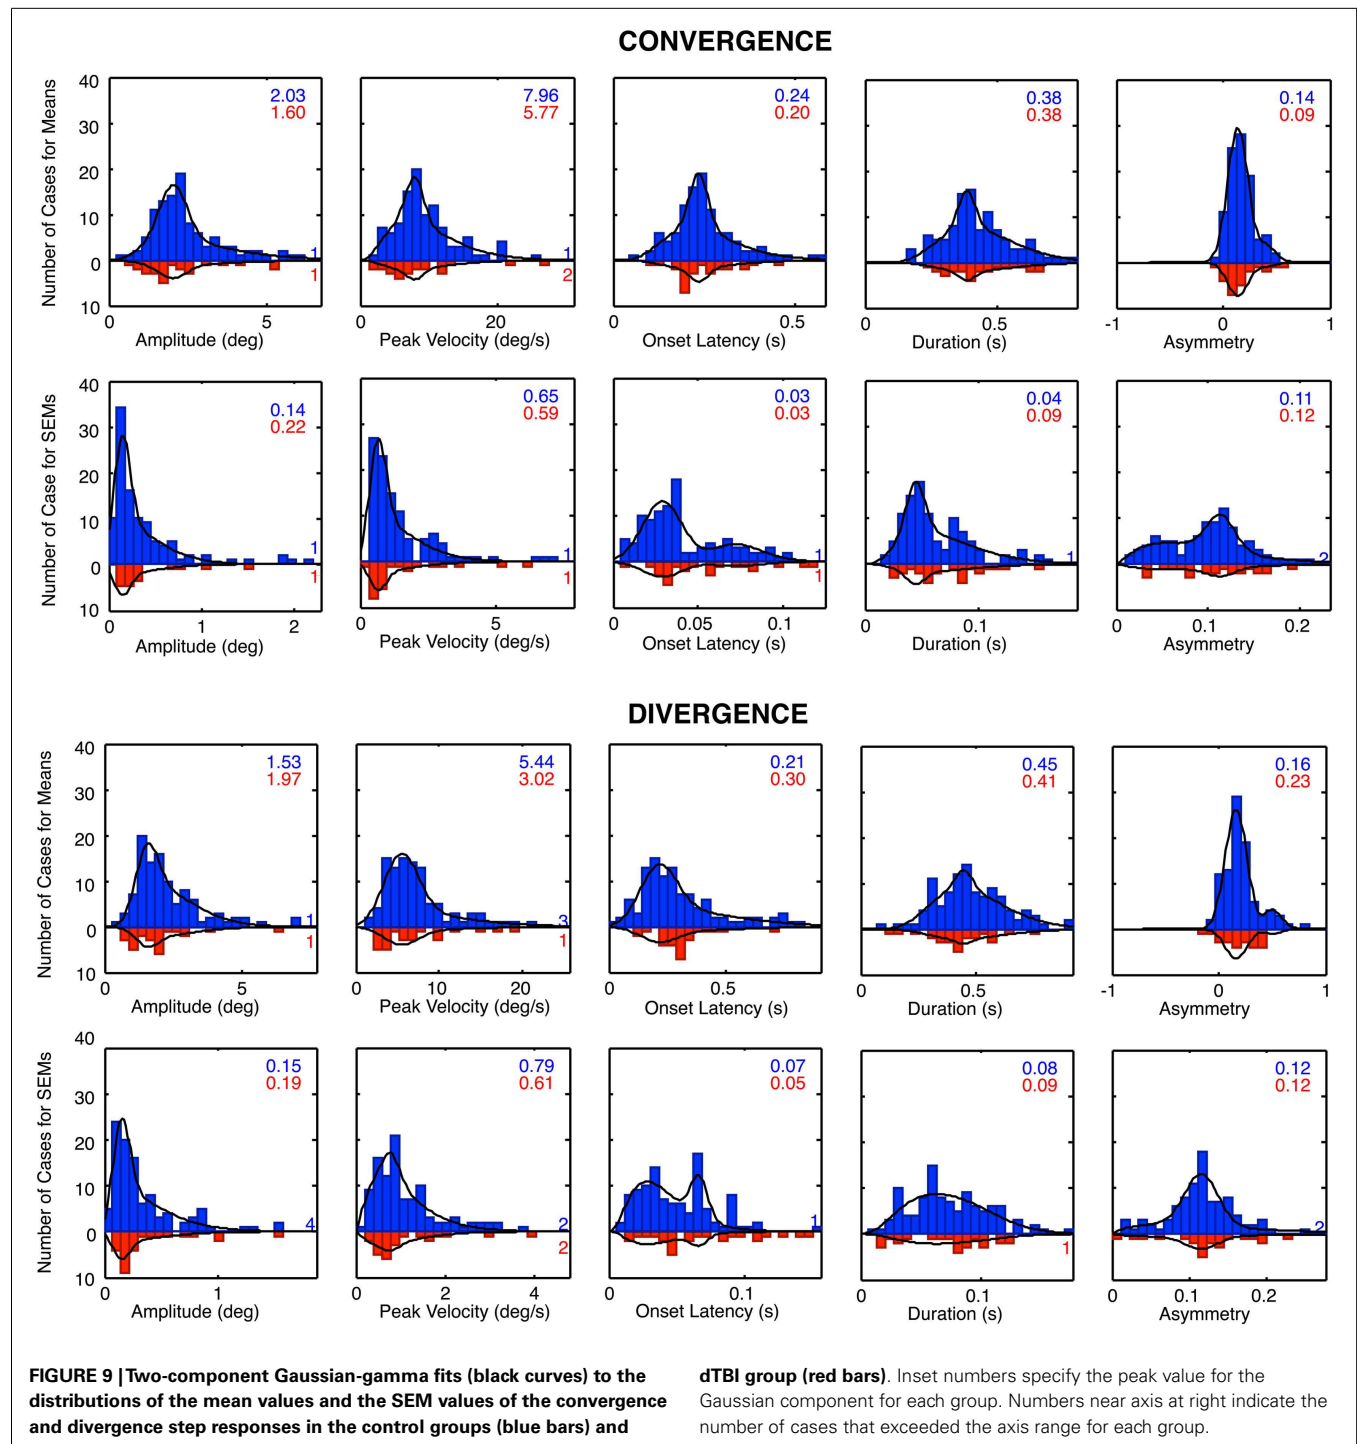 CONVERGENCE
Number of Cases for Means
40
30
20
10
0
10
2.03
1.60
1
1
0 5
Amplitude (deg)
7.96
5.77
1
2
0 20
Peak Velocity (deg/s)
0.24
0.20
0 0.5
Onset Latency (s)
0.38
0.38
0 0.5
Duration (s)
0.14
0.09
-1 0 1
Asymmetry
Number of Case for SEMs
40
30
20
10
0
10
0.14
0.22
1
1
0 1 2
Amplitude (deg)
0.65
0.59
1
1
0 5
Peak Velocity (deg/s)
0.03
0.03
1
1
0 0.05 0.1
Onset Latency (s)
0.04
0.09
1
0 0.1
Duration (s)
0.11
0.12
2
0 0.1 0.2
Asymmetry
DIVERGENCE
Number of Cases for Means
40
30
20
10
0
10
1.53
1.97
1
1
0 5
Amplitude (deg)
5.44
3.02
3
1
0 10 20
Peak Velocity (deg/s)
0.21
0.30
0 0.5
Onset Latency (s)
0.45
0.41
0 0.5
Duration (s)
0.16
0.23
-1 0 1
Asymmetry
Number of Cases for SEMs
40
30
20
10
0
10
0.15
0.19
4
0 1
Amplitude (deg)
0.79
0.61
2
2
0 2 4
Peak Velocity (deg/s)
0.07
0.05
1
0 0.1
Onset Latency (s)
0.08
0.09
1
0 0.1
Duration (s)
0.12
0.12
2
0 0.1 0.2
Asymmetry
FIGURE 9 | Two-component Gaussian-gamma fits (black curves) to the
distributions of the mean values and the SEM values of the convergence
and divergence step responses in the control groups (blue bars) and
dTBI group (red bars). Inset numbers specify the peak value for the
Gaussian component for each group. Numbers near axis at right indicate the
number of cases that exceeded the axis range for each group.